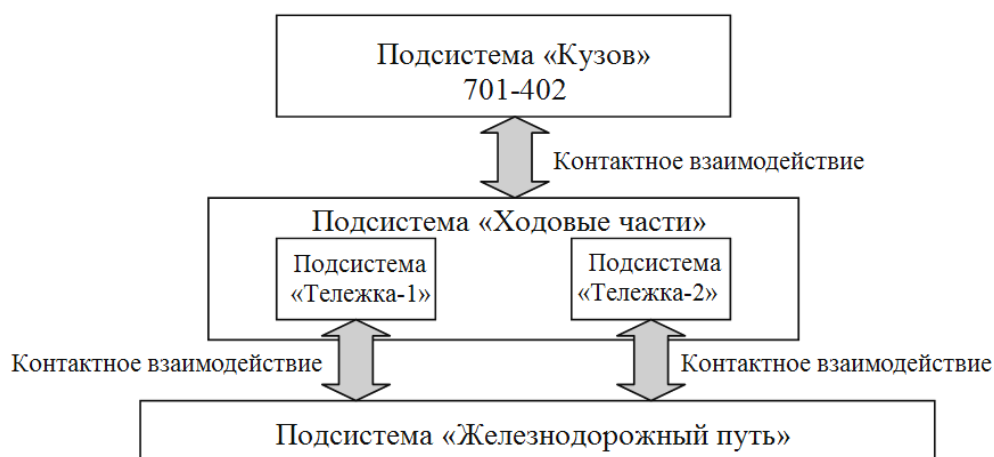 Подсистема «Кузов»
701-402
Контактное взаимодействие
Подсистема «Ходовые части»
Подсистема
«Тележка-1»
Подсистема
«Тележка-2»
Контактное взаимодействие
Контактное взаимодействие
Подсистема «Железнодорожный путь»